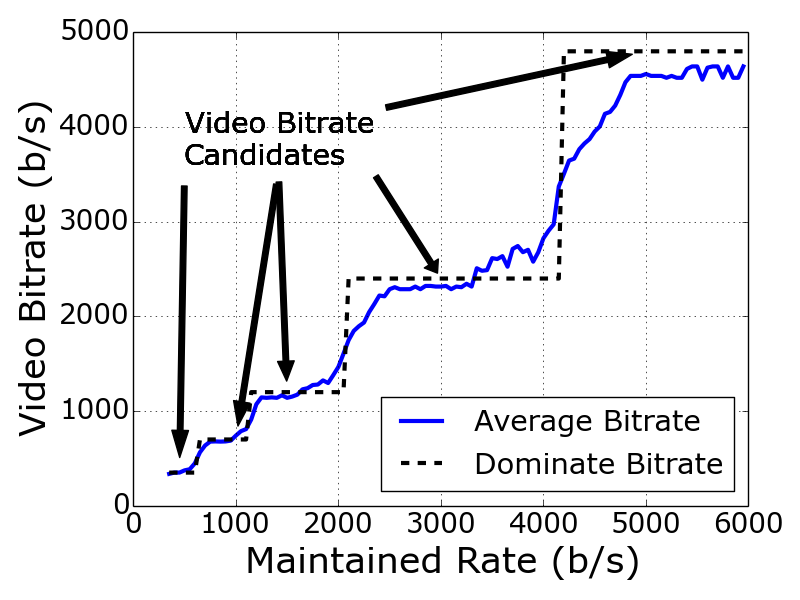 5000
4000
3000
2000
1000
0
Video Bitrate (b/s)
Video Bitrate
Candidates
Average Bitrate
Dominate Bitrate
0 1000 2000 3000 4000 5000 6000
Maintained Rate (b/s)